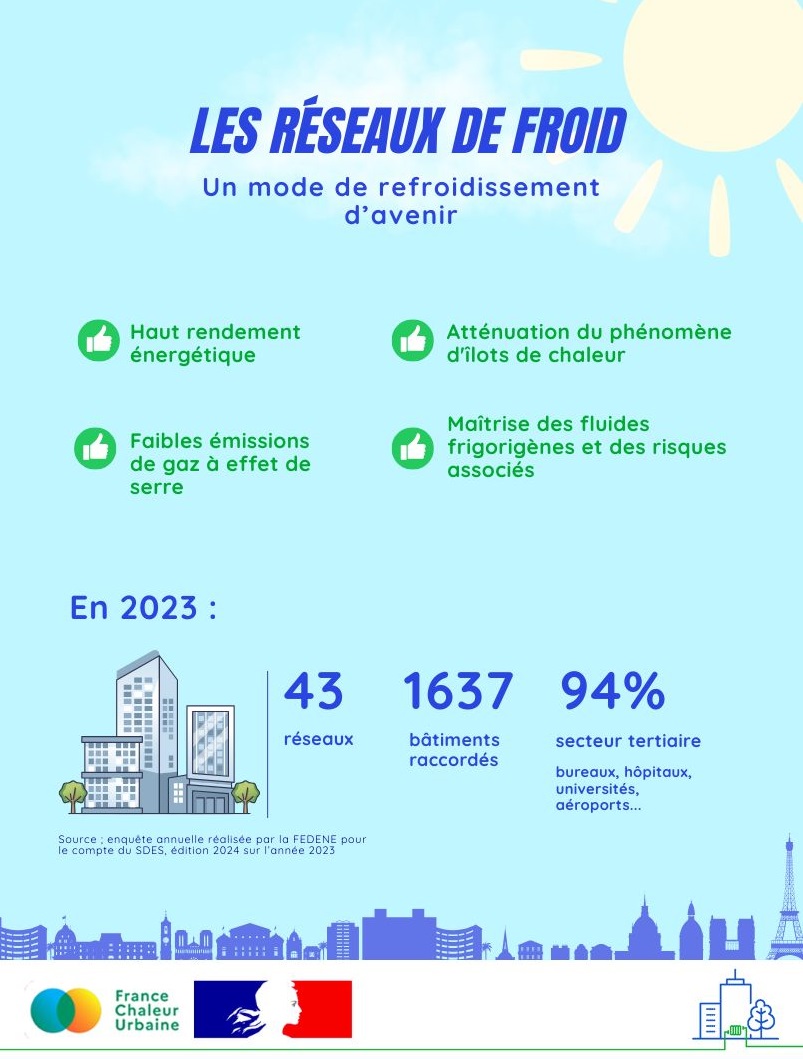 LES RÉSEAUX DE FROID
Un mode de refroidissement
d’avenir
Haut rendement
énergétique
Atténuation du phénomène
d'îlots de chaleur
Faibles émissions
de gaz à effet de
serre
Maîtrise des fluides
frigorigènes et des risques
associés
En 2023 :
43
réseaux
1637
bâtiments
raccordés
94%
secteur tertiaire
bureaux, hôpitaux,
universités,
aéroports...
Source ; enquête annuelle réalisée par la FEDENE pour
le compte du SDES, édition 2024 sur l’année 2023
France
Chaleur
Urbaine